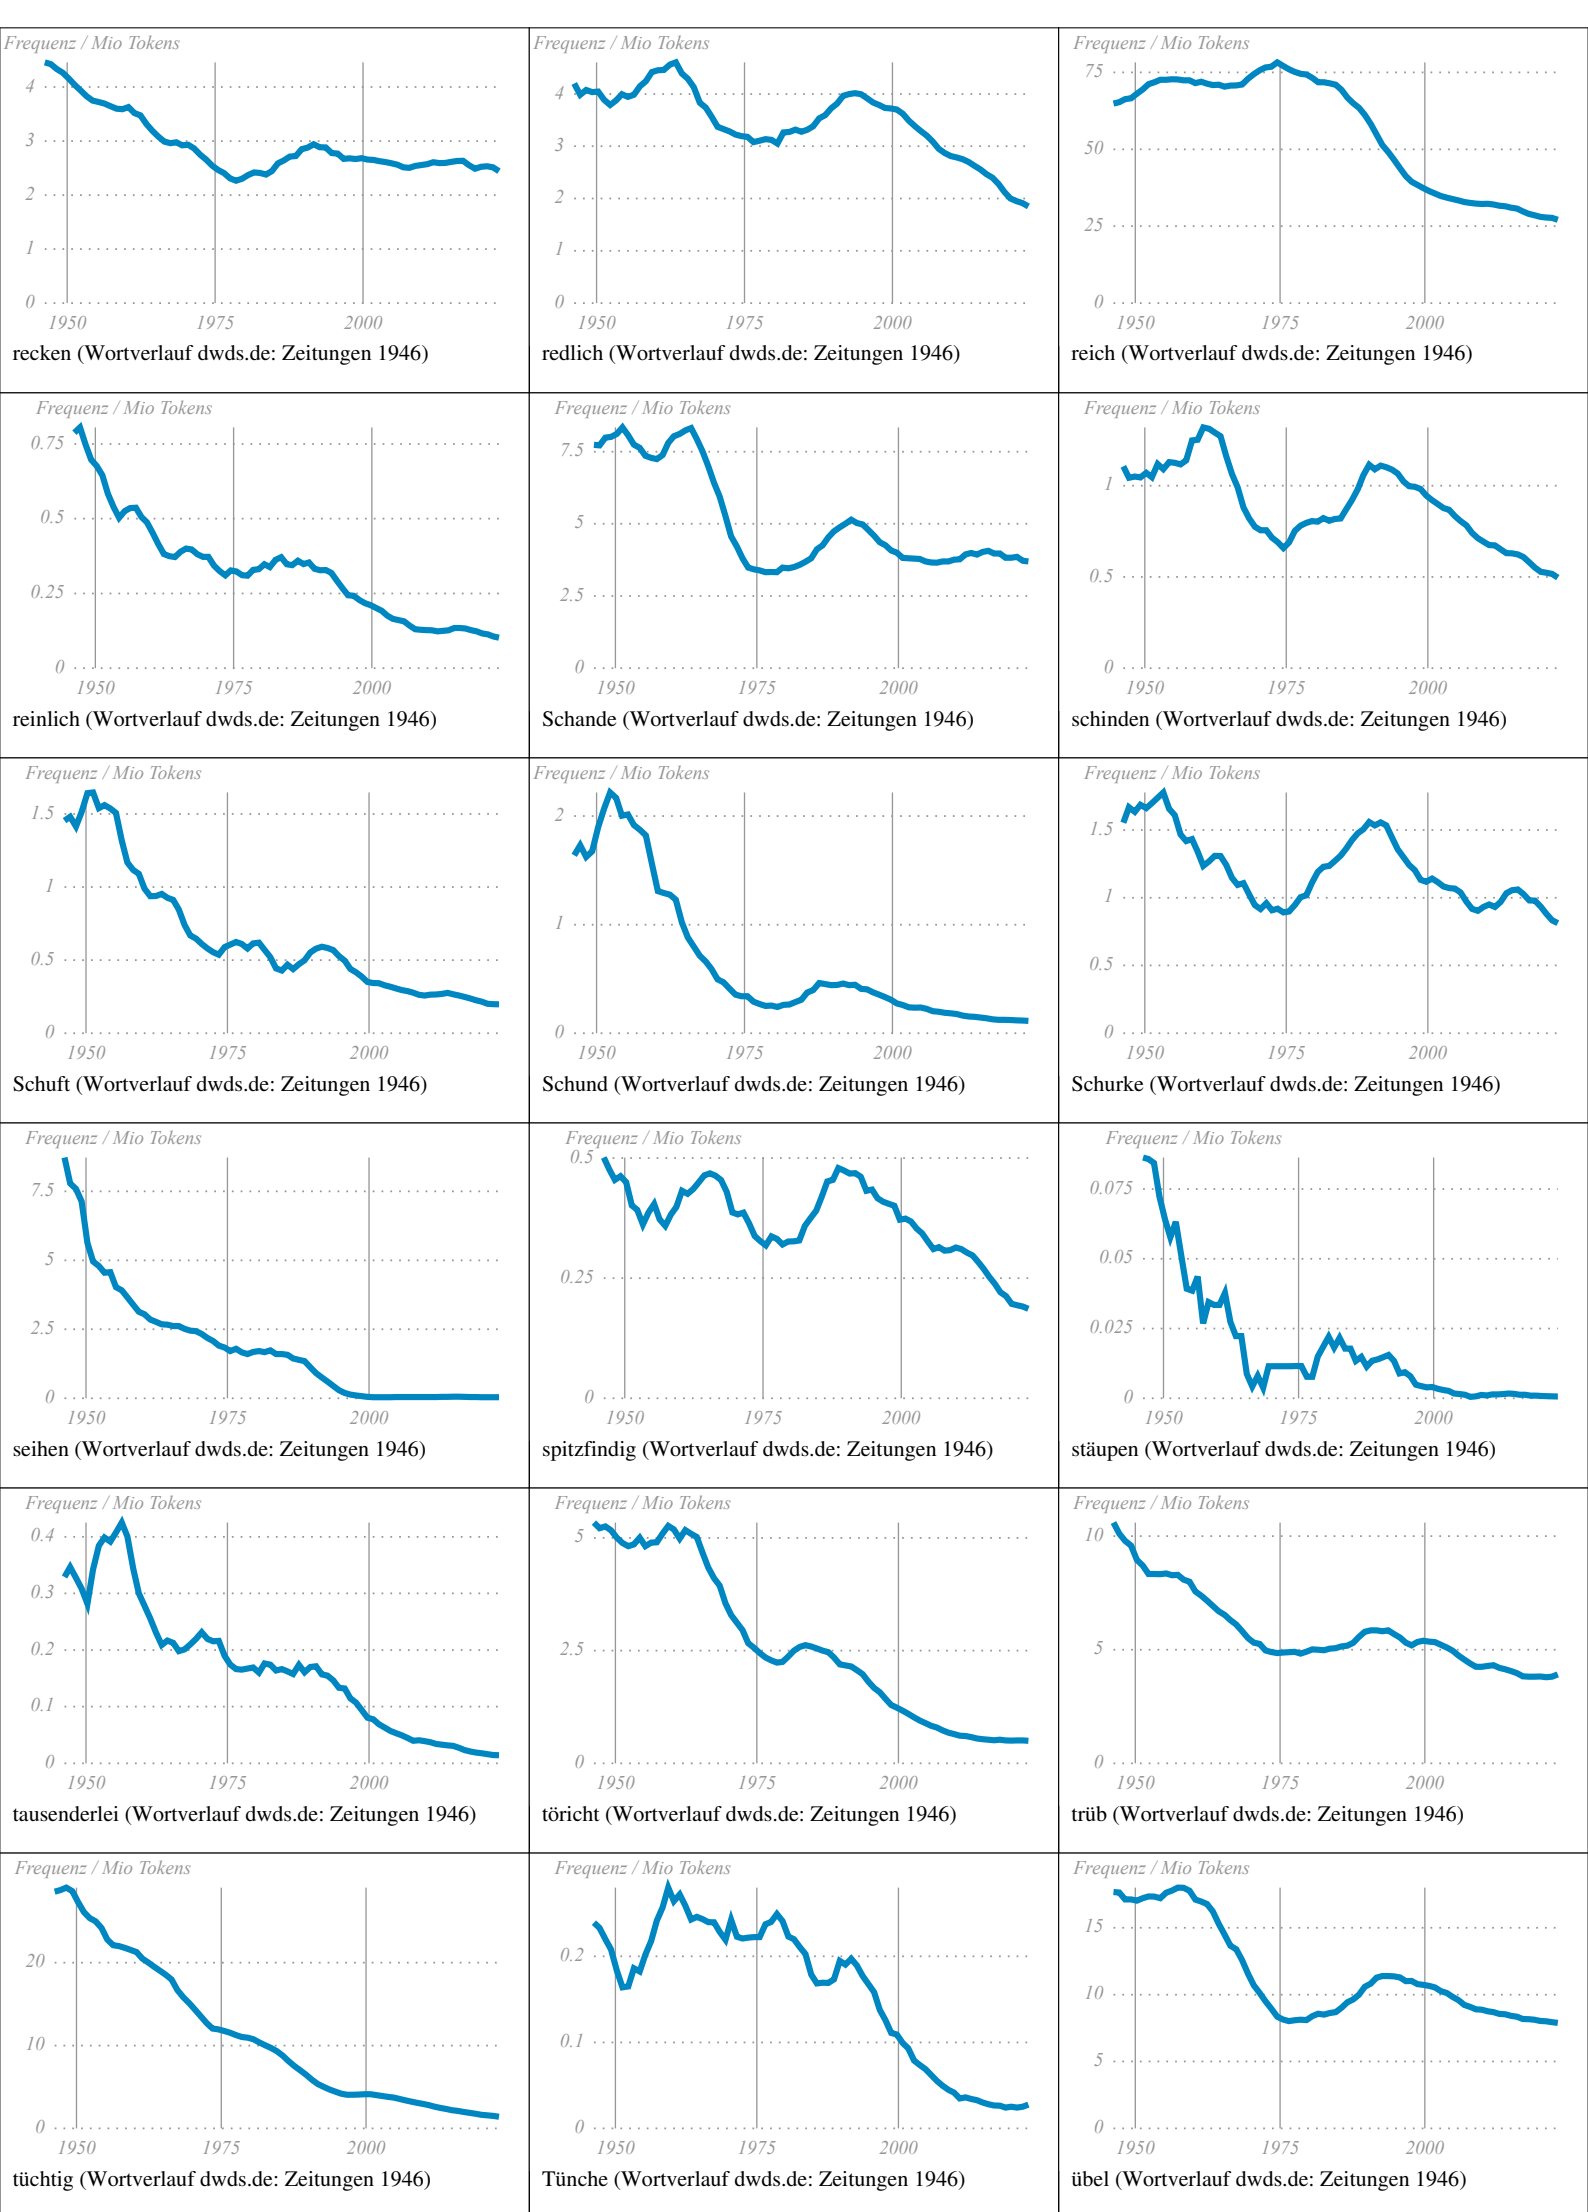 Frequenz / Mio Tokens
4
3
2
1
0
1950 1975 2000
recken (Wortverlauf dwds.de: Zeitungen 1946)
Frequenz / Mio Tokens
4
3
2
1
0
1950 1975 2000
redlich (Wortverlauf dwds.de: Zeitungen 1946)
Frequenz / Mio Tokens
75
50
25
0
1950 1975 2000
reich (Wortverlauf dwds.de: Zeitungen 1946)
Frequenz / Mio Tokens
0.75
0.5
0.25
0
1950 1975 2000
reinlich (Wortverlauf dwds.de: Zeitungen 1946)
Frequenz / Mio Tokens
7.5
5
2.5
0
1950 1975 2000
Schande (Wortverlauf dwds.de: Zeitungen 1946)
Frequenz / Mio Tokens
1
0.5
0
1950 1975 2000
schinden (Wortverlauf dwds.de: Zeitungen 1946)
Frequenz / Mio Tokens
1.5
1
0.5
0
1950 1975 2000
Schuft (Wortverlauf dwds.de: Zeitungen 1946)
Frequenz / Mio Tokens
2
1
0
1950 1975 2000
Schund (Wortverlauf dwds.de: Zeitungen 1946)
Frequenz / Mio Tokens
1.5
1
0.5
0
1950 1975 2000
Schurke (Wortverlauf dwds.de: Zeitungen 1946)
Frequenz / Mio Tokens
7.5
5
2.5
0
1950 1975 2000
seihen (Wortverlauf dwds.de: Zeitungen 1946)
Frequenz / Mio Tokens
0.5
0.25
0
1950 1975 2000
spitzfindig (Wortverlauf dwds.de: Zeitungen 1946)
Frequenz / Mio Tokens
0.075
0.05
0.025
0
1950 1975 2000
stäupen (Wortverlauf dwds.de: Zeitungen 1946)
Frequenz / Mio Tokens
0.4
0.3
0.2
0.1
0
1950 1975 2000
tausenderlei (Wortverlauf dwds.de: Zeitungen 1946)
Frequenz / Mio Tokens
5
2.5
0
1950 1975 2000
töricht (Wortverlauf dwds.de: Zeitungen 1946)
Frequenz / Mio Tokens
10
5
0
1950 1975 2000
trüb (Wortverlauf dwds.de: Zeitungen 1946)
Frequenz / Mio Tokens
20
10
0
1950 1975 2000
tüchtig (Wortverlauf dwds.de: Zeitungen 1946)
Frequenz / Mio Tokens
0.2
0.1
0
1950 1975 2000
Tünche (Wortverlauf dwds.de: Zeitungen 1946)
Frequenz / Mio Tokens
15
10
5
0
1950 1975 2000
übel (Wortverlauf dwds.de: Zeitungen 1946)